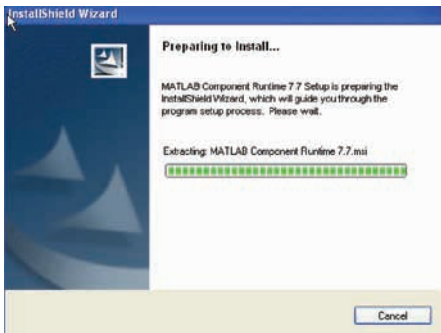 InstallShield Wizard
Preparing to Install...
MATLAB Component Runtime 7.7 Setup is preparing the
InstallShield Wizard, which will guide you through the
program setup process. Please wait.
Extracting: MATLAB Component Runtime 7.7.msi
Cancel